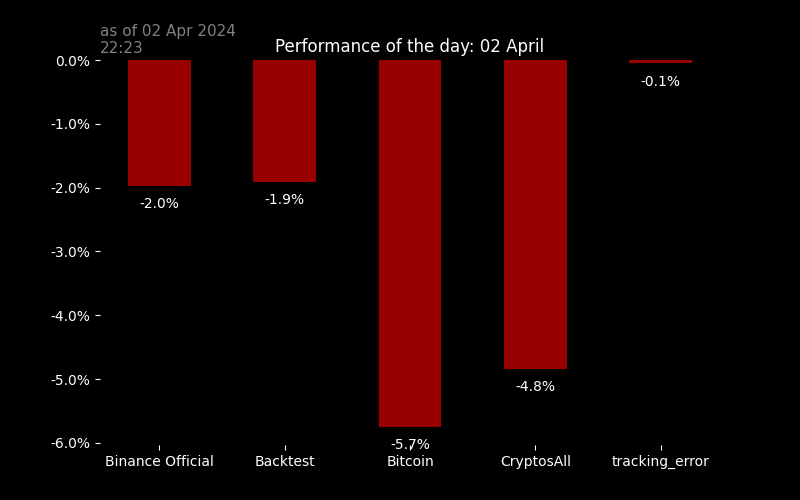 as of 02 Apr 2024
22:23
Performance of the day: 02 April
0.0%
-1.0%
-2.0%
-3.0%
-4.0%
-5.0%
-6.0%
-2.0%
-1.9%
-5.7%
-4.8%
-0.1%
Binance Official
Backtest
Bitcoin
CryptosAll
tracking_error